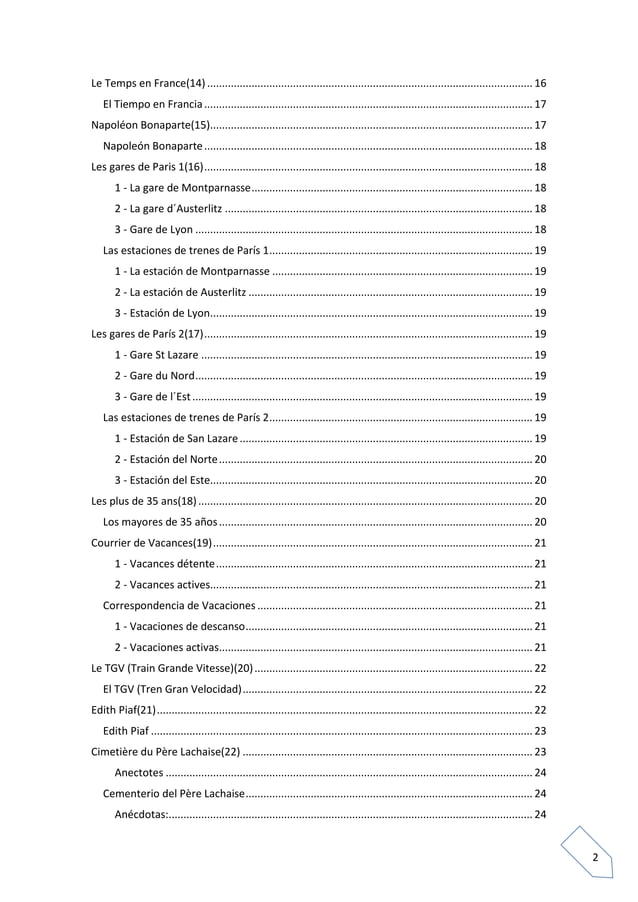 Le Temps en France(14) ............................................................................................................. 16
El Tiempo en Francia .............................................................................................................. 17
Napoléon Bonaparte(15)............................................................................................................ 17
Napoleón Bonaparte .............................................................................................................. 18
Les gares de Paris 1(16)............................................................................................................... 18
1 - La gare de Montparnasse............................................................................................... 18
2 - La gare d´Austerlitz ........................................................................................................ 18
3 - Gare de Lyon .................................................................................................................. 18
Las estaciones de trenes de París 1......................................................................................... 19
1 - La estación de Montparnasse ........................................................................................ 19
2 - La estación de Austerlitz ................................................................................................ 19
3 - Estación de Lyon............................................................................................................. 19
Les gares de París 2(17)............................................................................................................... 19
1 - Gare St Lazare ................................................................................................................ 19
2 - Gare du Nord.................................................................................................................. 19
3 - Gare de l´Est ................................................................................................................... 19
Las estaciones de trenes de París 2......................................................................................... 19
1 - Estación de San Lazare ................................................................................................... 19
2 - Estación del Norte .......................................................................................................... 20
3 - Estación del Este............................................................................................................. 20
Les plus de 35 ans(18) ................................................................................................................. 20
Los mayores de 35 años .......................................................................................................... 20
Courrier de Vacances(19)............................................................................................................ 21
1 - Vacances détente ........................................................................................................... 21
2 - Vacances actives............................................................................................................. 21
Correspondencia de Vacaciones ............................................................................................. 21
1 - Vacaciones de descanso................................................................................................. 21
2 - Vacaciones activas.......................................................................................................... 21
Le TGV (Train Grande Vitesse)(20) .............................................................................................. 22
El TGV (Tren Gran Velocidad) .................................................................................................. 22
Edith Piaf(21)............................................................................................................................... 22
Edith Piaf ................................................................................................................................. 23
Cimetière du Père Lachaise(22) .................................................................................................. 23
Anectotes ............................................................................................................................ 24
Cementerio del Père Lachaise................................................................................................. 24
Anécdotas:........................................................................................................................... 24
2